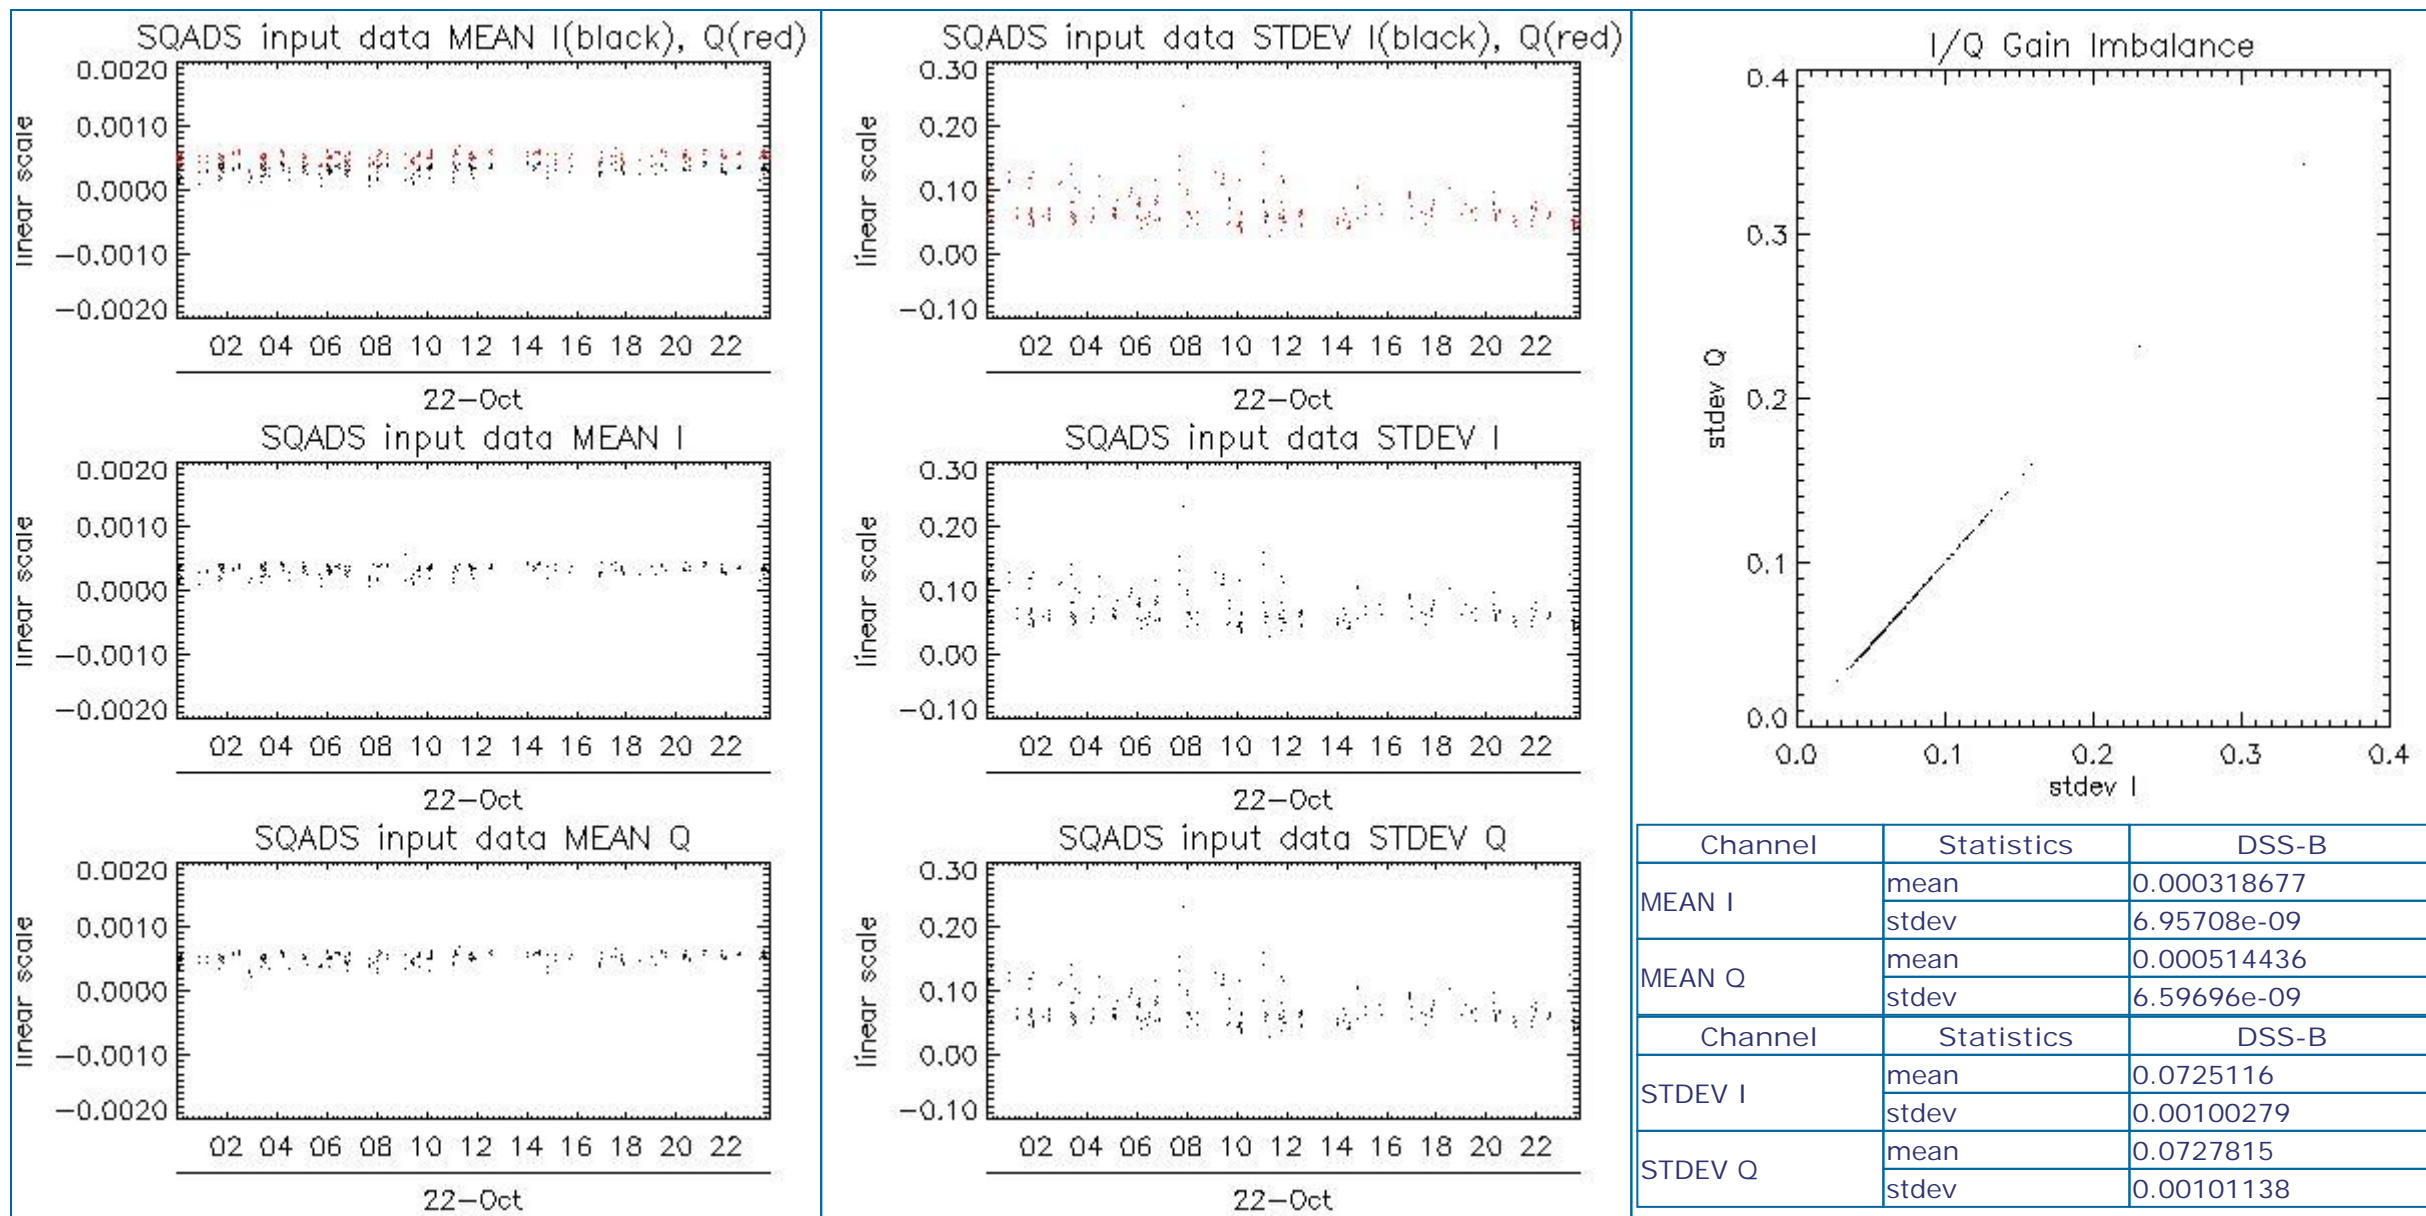 SQADS input data MEAN I(black), Q(red)
linear scale
0.0020
0.0010
0.0000
−0.0010
−0.0020
02 04 06 08 10 12 14 16 18 20 22
22−Oct
SQADS input data MEAN I
linear scale
0.0020
0.0010
0.0000
−0.0010
−0.0020
02 04 06 08 10 12 14 16 18 20 22
22−Oct
SQADS input data MEAN Q
linear scale
0.0020
0.0010
0.0000
−0.0010
−0.0020
02 04 06 08 10 12 14 16 18 20 22
22−Oct
SQADS input data STDEV I(black), Q(red)
linear scale
0.30
0.20
0.10
0.00
−0.10
02 04 06 08 10 12 14 16 18 20 22
22−Oct
SQADS input data STDEV I
linear scale
0.30
0.20
0.10
0.00
−0.10
02 04 06 08 10 12 14 16 18 20 22
22−Oct
SQADS input data STDEV Q
linear scale
0.30
0.20
0.10
0.00
−0.10
02 04 06 08 10 12 14 16 18 20 22
22−Oct
I/Q Gain Imbalance
stdev Q
0.4
0.3
0.2
0.1
0.0
0.0 0.1 0.2 0.3 0.4
stdev I
Channel Statistics DSS-B
MEAN I
mean 0.000318677
stdev 6.95708e-09
MEAN Q
mean 0.000514436
stdev 6.59696e-09
Channel Statistics DSS-B
STDEV I
mean 0.0725116
stdev 0.00100279
STDEV Q
mean 0.0727815
stdev 0.00101138